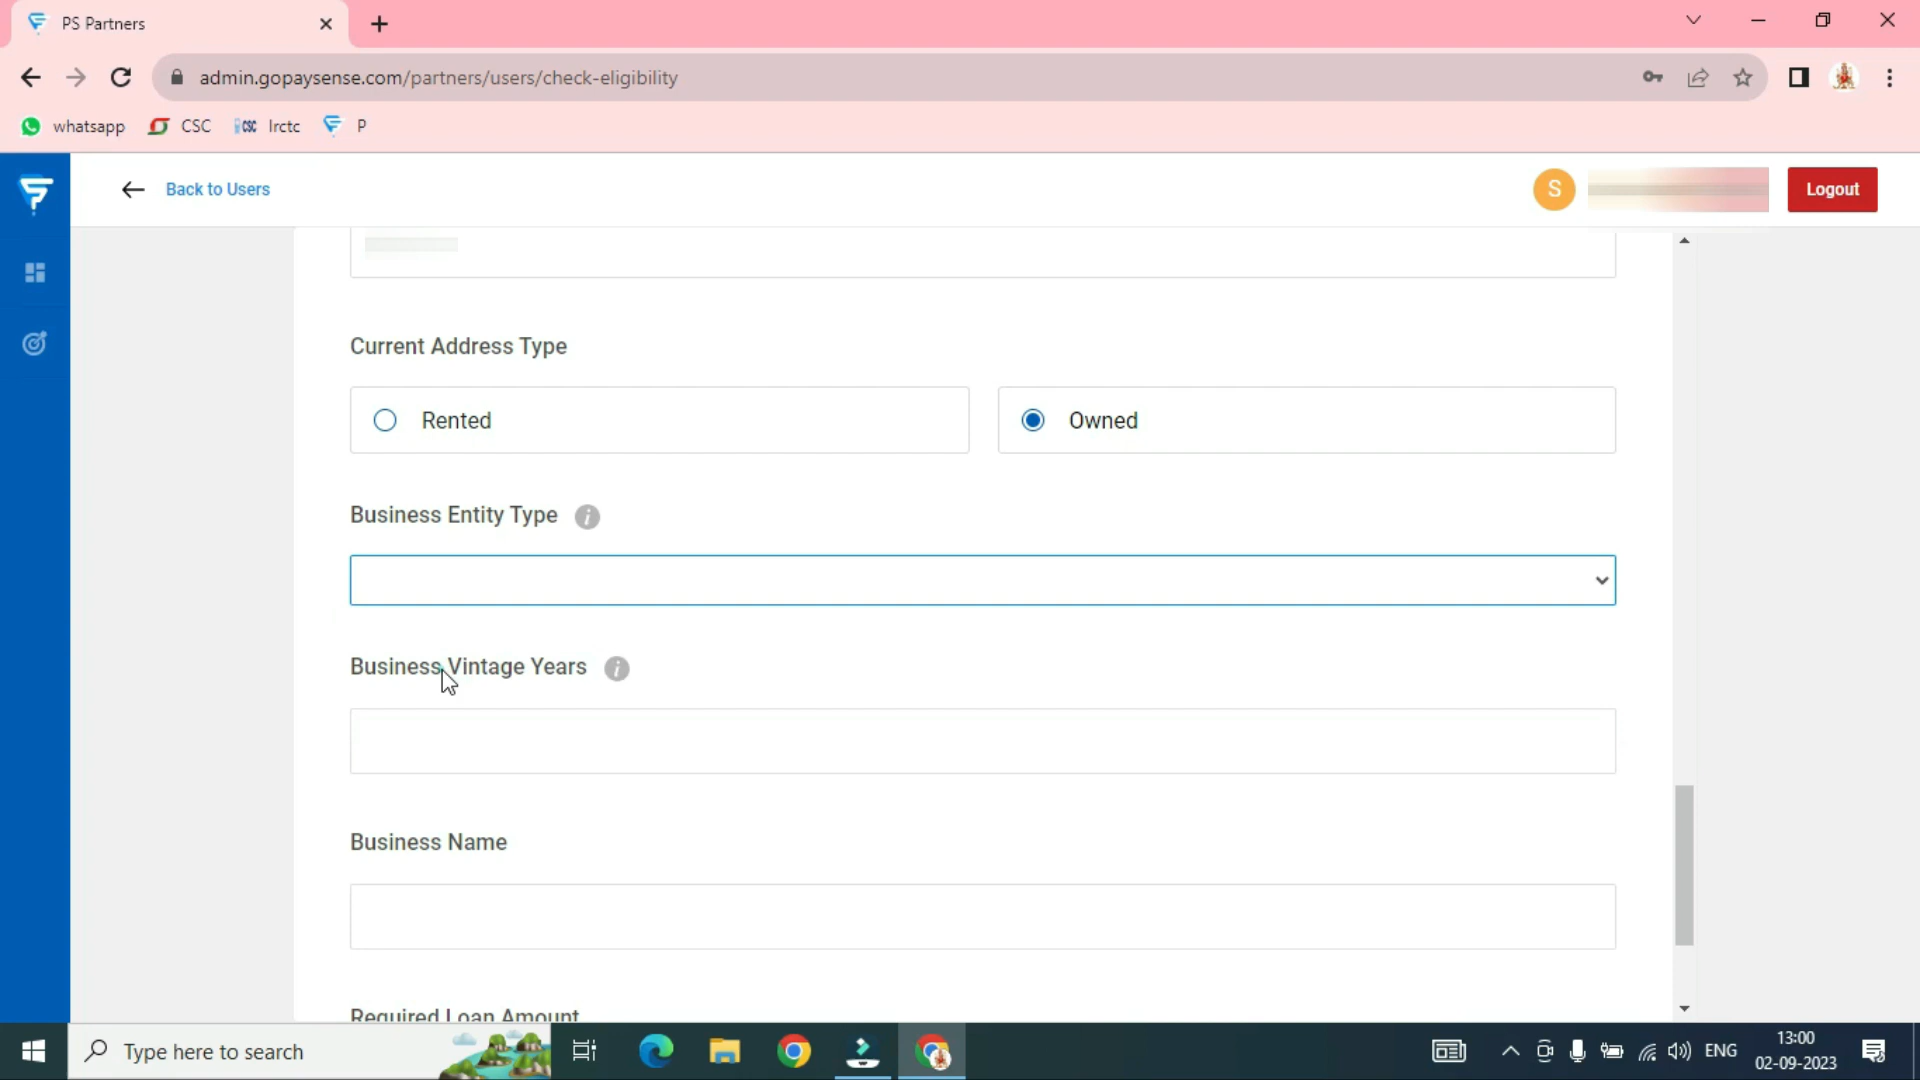 PS Partners
admin.gopaysense.com/partners/users/check-eligibility
whatsapp CSC CSC Irctc P
Back to Users
S
Logout
Current Address Type
Rented
Owned
Business Entity Type i
Business Vintage Years i
Business Name
Required Loan Amount
Type here to search
ENG
13:00
02-09-2023